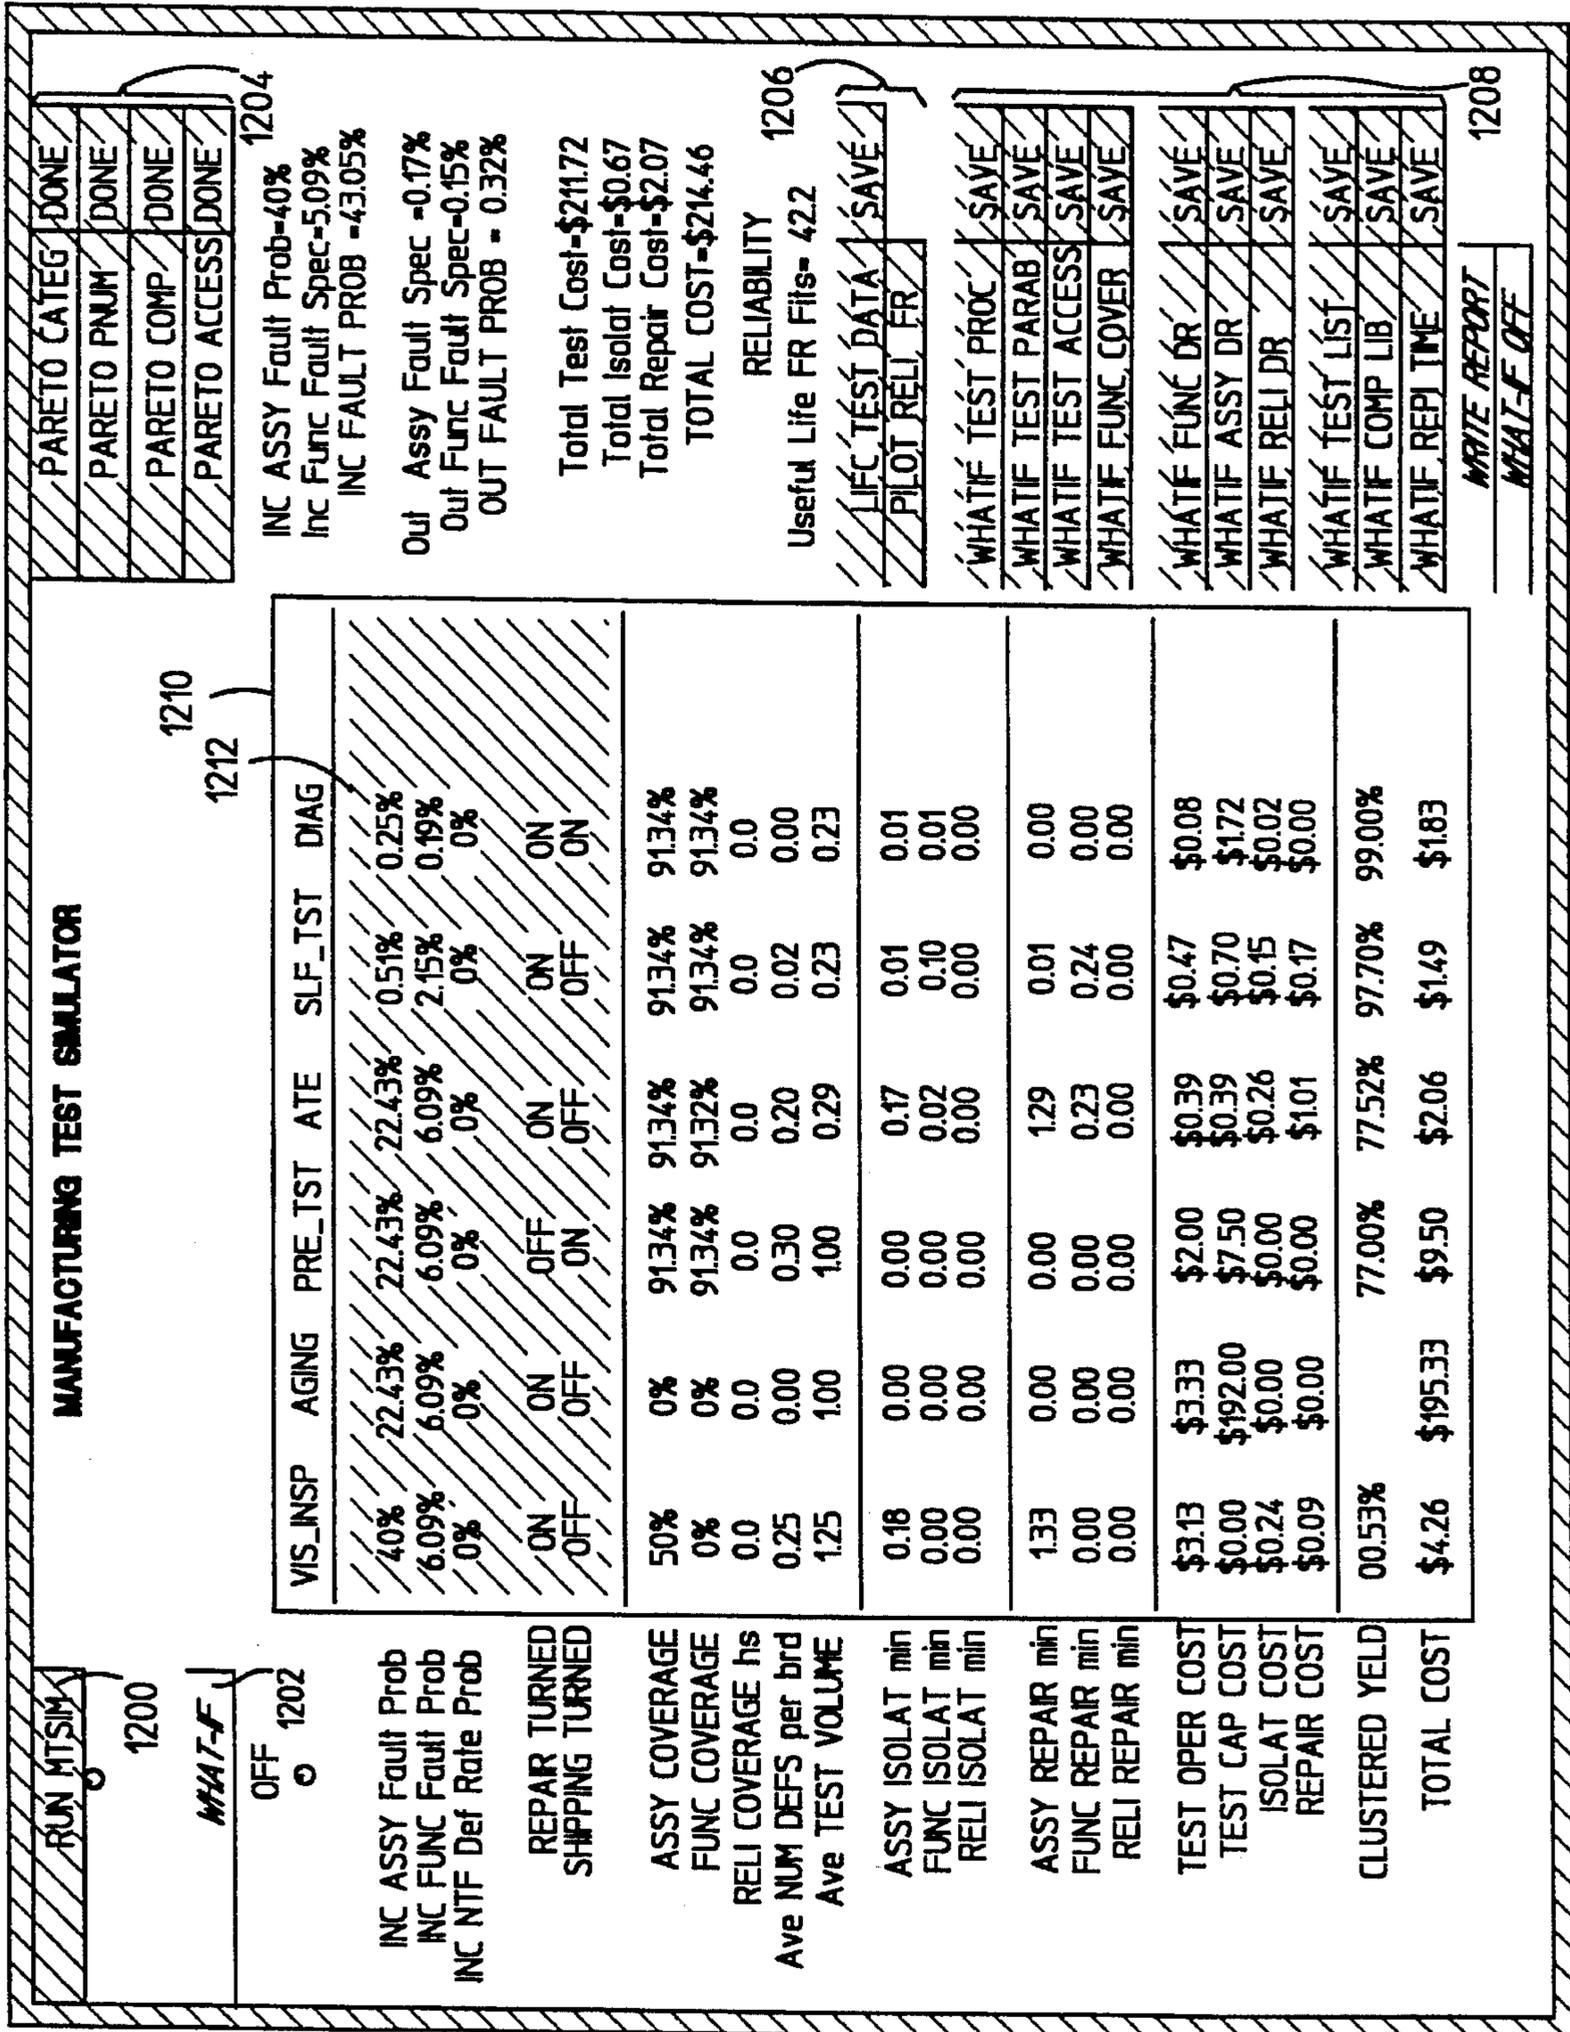 MANUFACTURING TEST SIMULATOR
RUN MTSIM
1200
WHAT-IF
OFF
1202
PARETO CATEG DONE
PARETO PNUM DONE
PARETO COMP DONE
PARETO ACCESS DONE
1204
1210
1212
VIS_INSP AGING PRE_TST ATE SLF_TST DIAG
INC ASSY Fault Prob 40% 22.43% 22.43% 22.43% 0.51% 0.25%
INC FUNC Fault Prob 6.09% 6.09% 6.09% 6.09% 2.15% 0.19%
INC NTF Def Rate Prob 0% 0% 0% 0% 0% 0%
REPAIR TURNED ON ON OFF ON ON ON
SHIPPING TURNED OFF OFF ON OFF OFF ON
ASSY COVERAGE 50% 0% 91.34% 91.34% 91.34% 91.34%
FUNC COVERAGE 0% 0% 91.34% 91.32% 91.34% 91.34%
RELI COVERAGE hs 0.0 0.0 0.0 0.0 0.0 0.0
Ave NUM DEFS per brd 0.25 0.00 0.30 0.20 0.02 0.00
Ave TEST VOLUME 1.25 1.00 1.00 0.29 0.23 0.23
ASSY ISOLAT min 0.18 0.00 0.00 0.17 0.01 0.01
FUNC ISOLAT min 0.00 0.00 0.00 0.02 0.10 0.01
RELI ISOLAT min 0.00 0.00 0.00 0.00 0.00 0.00
ASSY REPAIR min 1.33 0.00 0.00 1.29 0.01 0.00
FUNC REPAIR min 0.00 0.00 0.00 0.23 0.24 0.00
RELI REPAIR min 0.00 0.00 0.00 0.00 0.00 0.00
TEST OPER COST $3.13 $3.33 $2.00 $0.39 $0.47 $0.08
TEST CAP COST $0.00 $192.00 $7.50 $0.39 $0.70 $1.72
ISOLAT COST $0.24 $0.00 $0.00 $0.26 $0.15 $0.02
REPAIR COST $0.09 $0.00 $0.00 $1.01 $0.17 $0.00
CLUSTERED YELD 00.53% 77.00% 77.52% 97.70% 99.00%
TOTAL COST $4.26 $195.33 $9.50 $2.06 $1.49 $1.83
INC ASSY Fault Prob=40%
Inc Func Fault Spec=5.09%
INC FAULT PROB =43.05%
Out Assy Fault Spec =0.17%
Out Func Fault Spec=0.15%
OUT FAULT PROB = 0.32%
Total Test Cost=$211.72
Total Isolat Cost=$0.67
Total Repair Cost=$2.07
TOTAL COST=$214.46
RELIABILITY
Useful Life FR Fits= 42.2
1206
LIFC TEST DATA SAVE
PILOT RELI FR
WHATIF TEST PROC SAVE
WHATIF TEST PARAB SAVE
WHATIF TEST ACCESS SAVE
WHATIF FUNC COVER SAVE
WHATIF FUNC DR SAVE
WHATIF ASSY DR SAVE
WHATIF RELI DR SAVE
WHATIF TEST LIST SAVE
WHATIF COMP LIB SAVE
WHATIF REPI TIME SAVE
1208
WRITE REPORT
WHAT-IF OFF